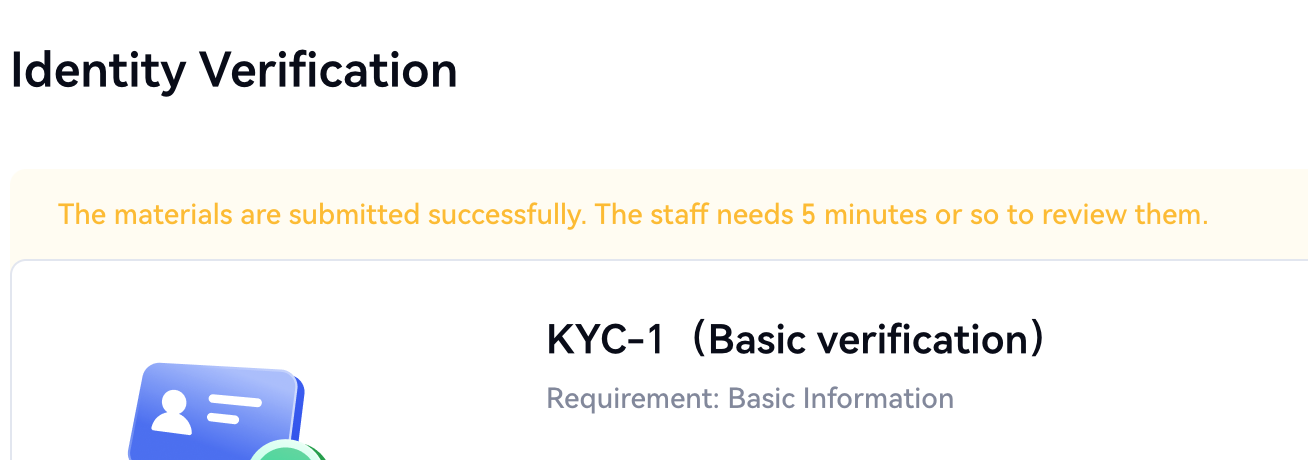 Identity Verification
The materials are submitted successfully. The staff needs 5 minutes or so to review them.
KYC-1（Basic verification）
Requirement: Basic Information